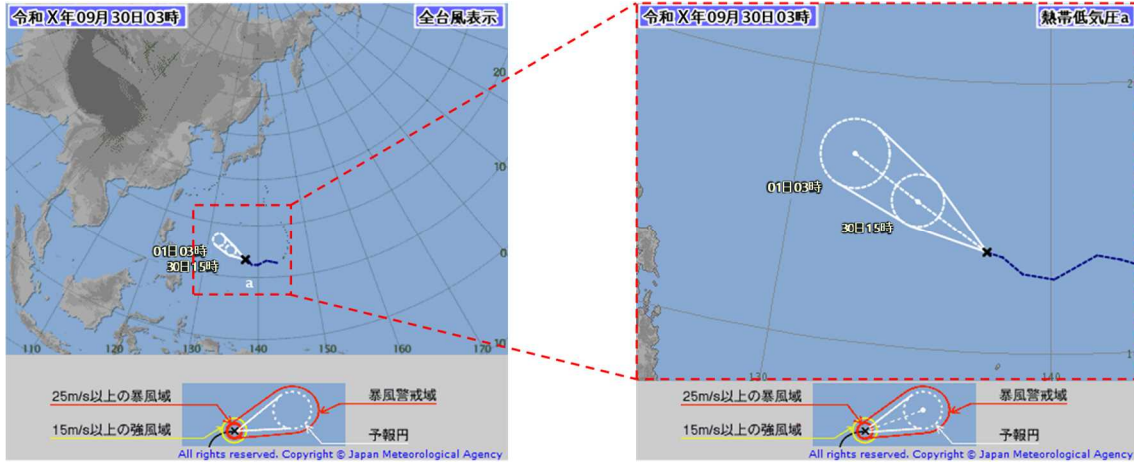 令和X年09月30日03時
全台風表示
20
10
0
01日03時
30日15時
a
10
110
120
130
140
150
160
170
25m/s以上の暴風域
暴風警戒域
15m/s以上の強風域
予報円
All rights reserved. Copyright © Japan Meteorological Agency
令和X年09月30日03時
熱帯低気圧a
2
01日03時
30日15時
1
130
140
25m/s以上の暴風域
暴風警戒域
15m/s以上の強風域
予報円
All rights reserved. Copyright © Japan Meteorological Agency